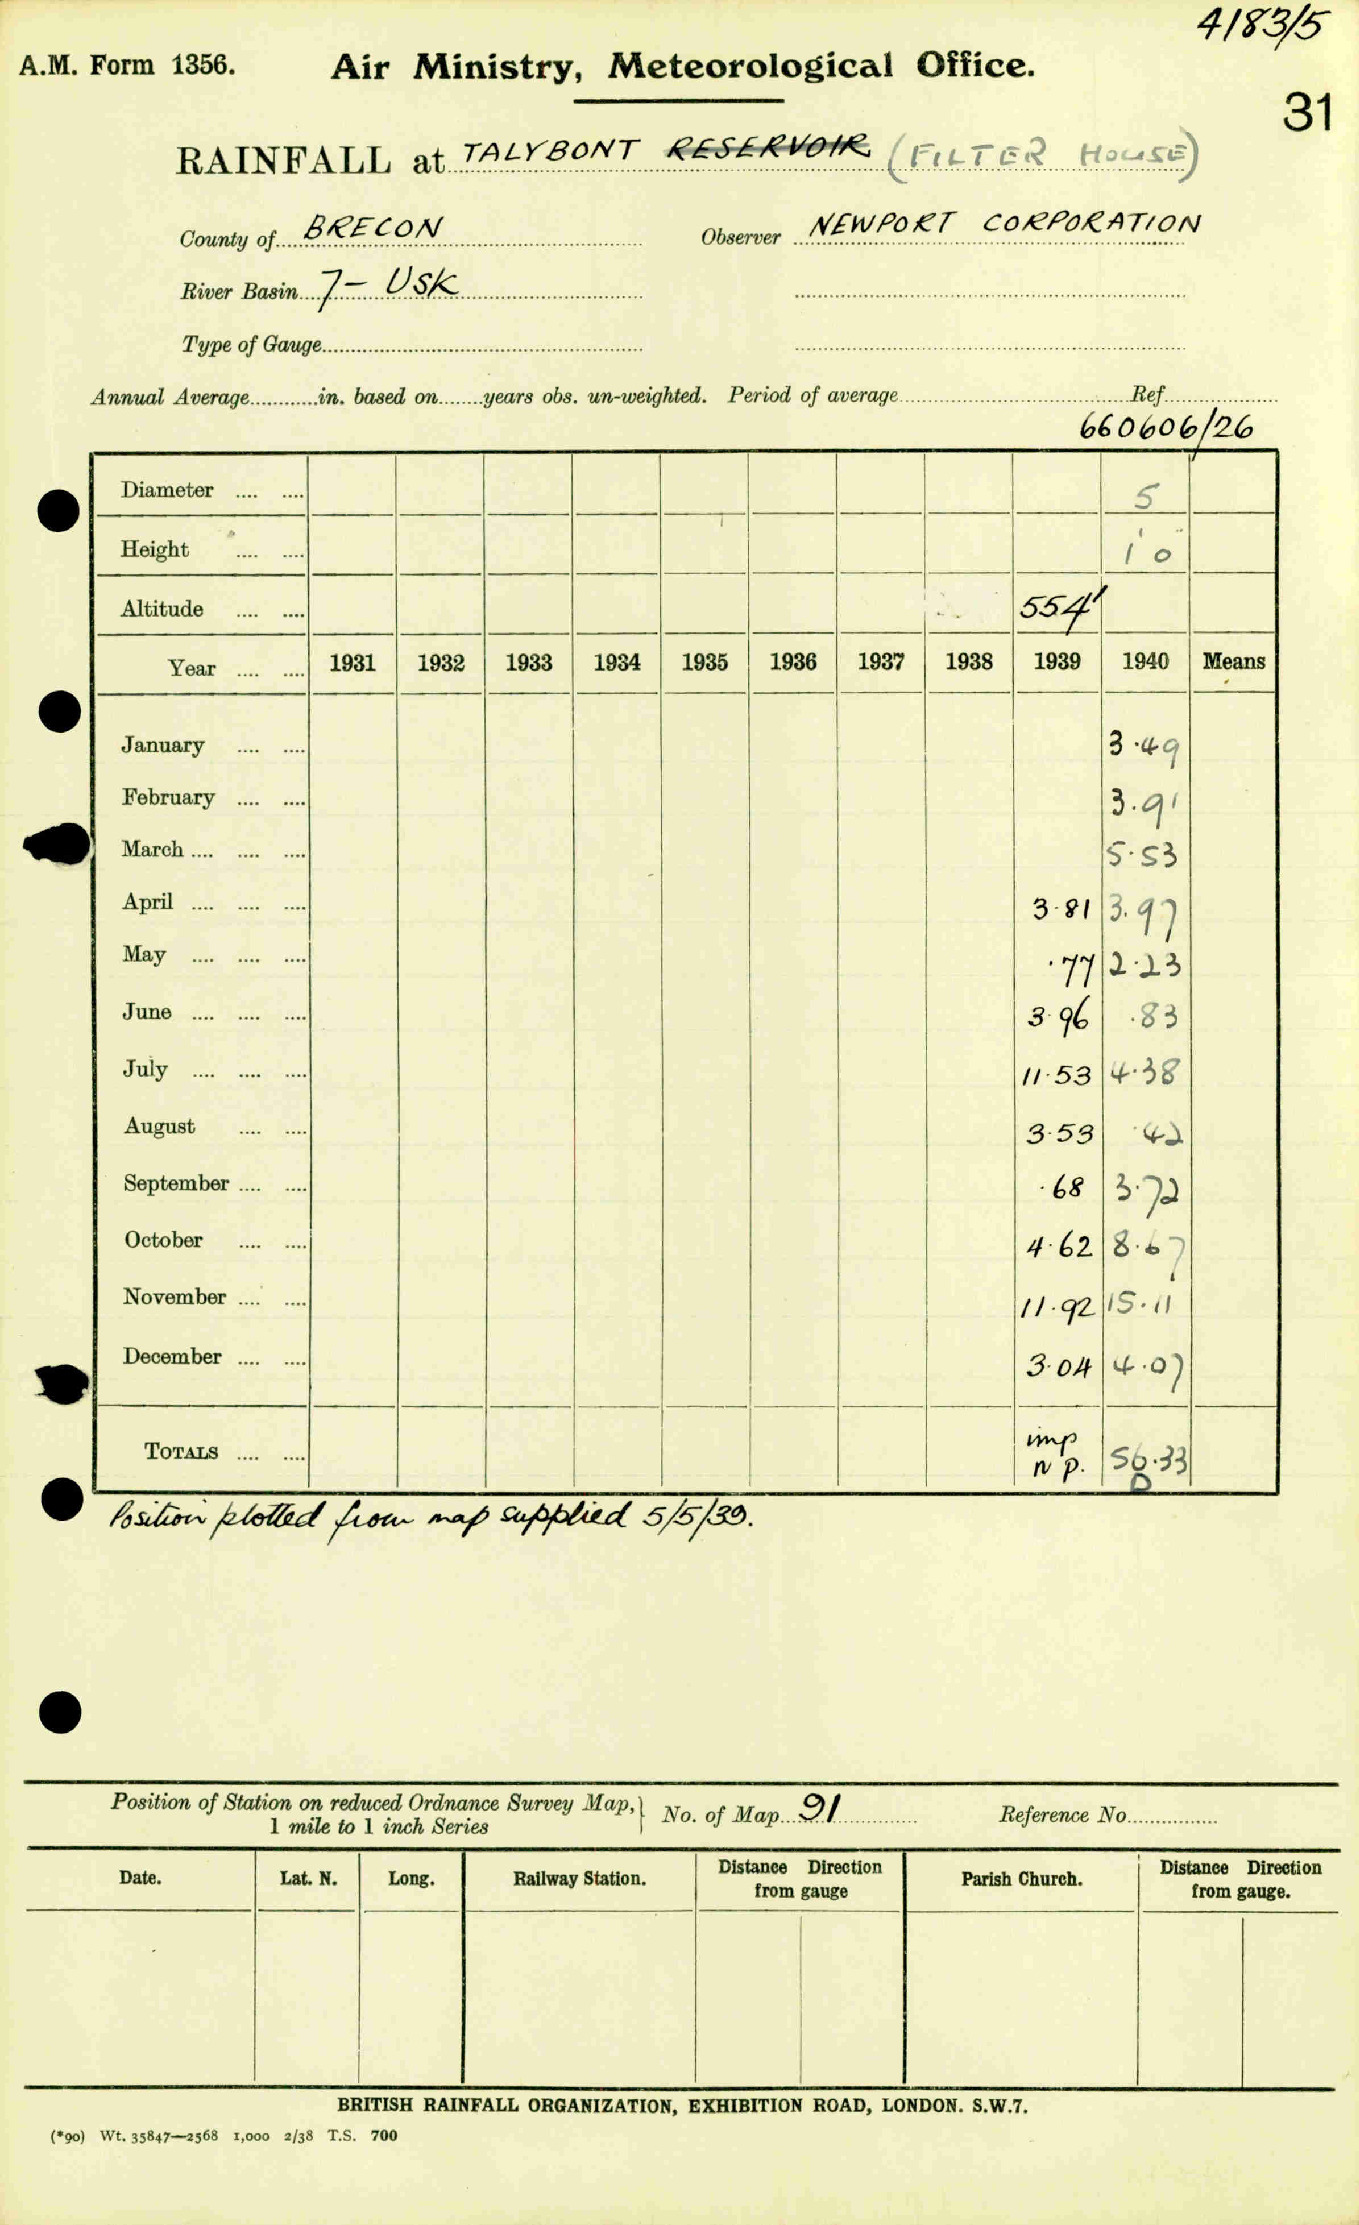 4183/5
A.M. Form 1356. Air Ministry, Meteorological Office.
31
RAINFALL at TALYBONT RESERVOIR (FILTER HOUSE)
County of BRECON Observer NEWPORT CORPORATION
River Basin 7 – USK
Type of Gauge
Annual Average............in. based on........years obs. un-weighted. Period of average Ref.
660606/26
Diameter .... .... 5
Height .... .... 1' 0"
Altitude .... .... 554'
Year .... .... 1931 1932 1933 1934 1935 1936 1937 1938 1939 1940 Means
January .... .... 3.49
February .... .... 3.91
March .... .... .... 5.53
April .... .... .... 3.81 3.97
May .... .... .... .77 2.23
June .... .... .... 3.96 .83
July .... .... .... 11.53 4.38
August .... .... 3.53 .42
September .... .... .68 3.72
October .... .... 4.62 8.67
November .... .... 11.92 15.11
December .... .... 3.04 4.07
TOTALS .... .... imp n p. 56.33
D
Position plotted from map supplied 5/5/39.
Position of Station on reduced Ordnance Survey Map, } No. of Map 91 Reference No.
1 mile to 1 inch Series
Date. Lat. N. Long. Railway Station. Distance Direction from gauge Parish Church. Distance Direction from gauge.
BRITISH RAINFALL ORGANIZATION, EXHIBITION ROAD, LONDON. S.W.7.
(*90) Wt. 35847—2568 1,000 2/38 T.S. 700